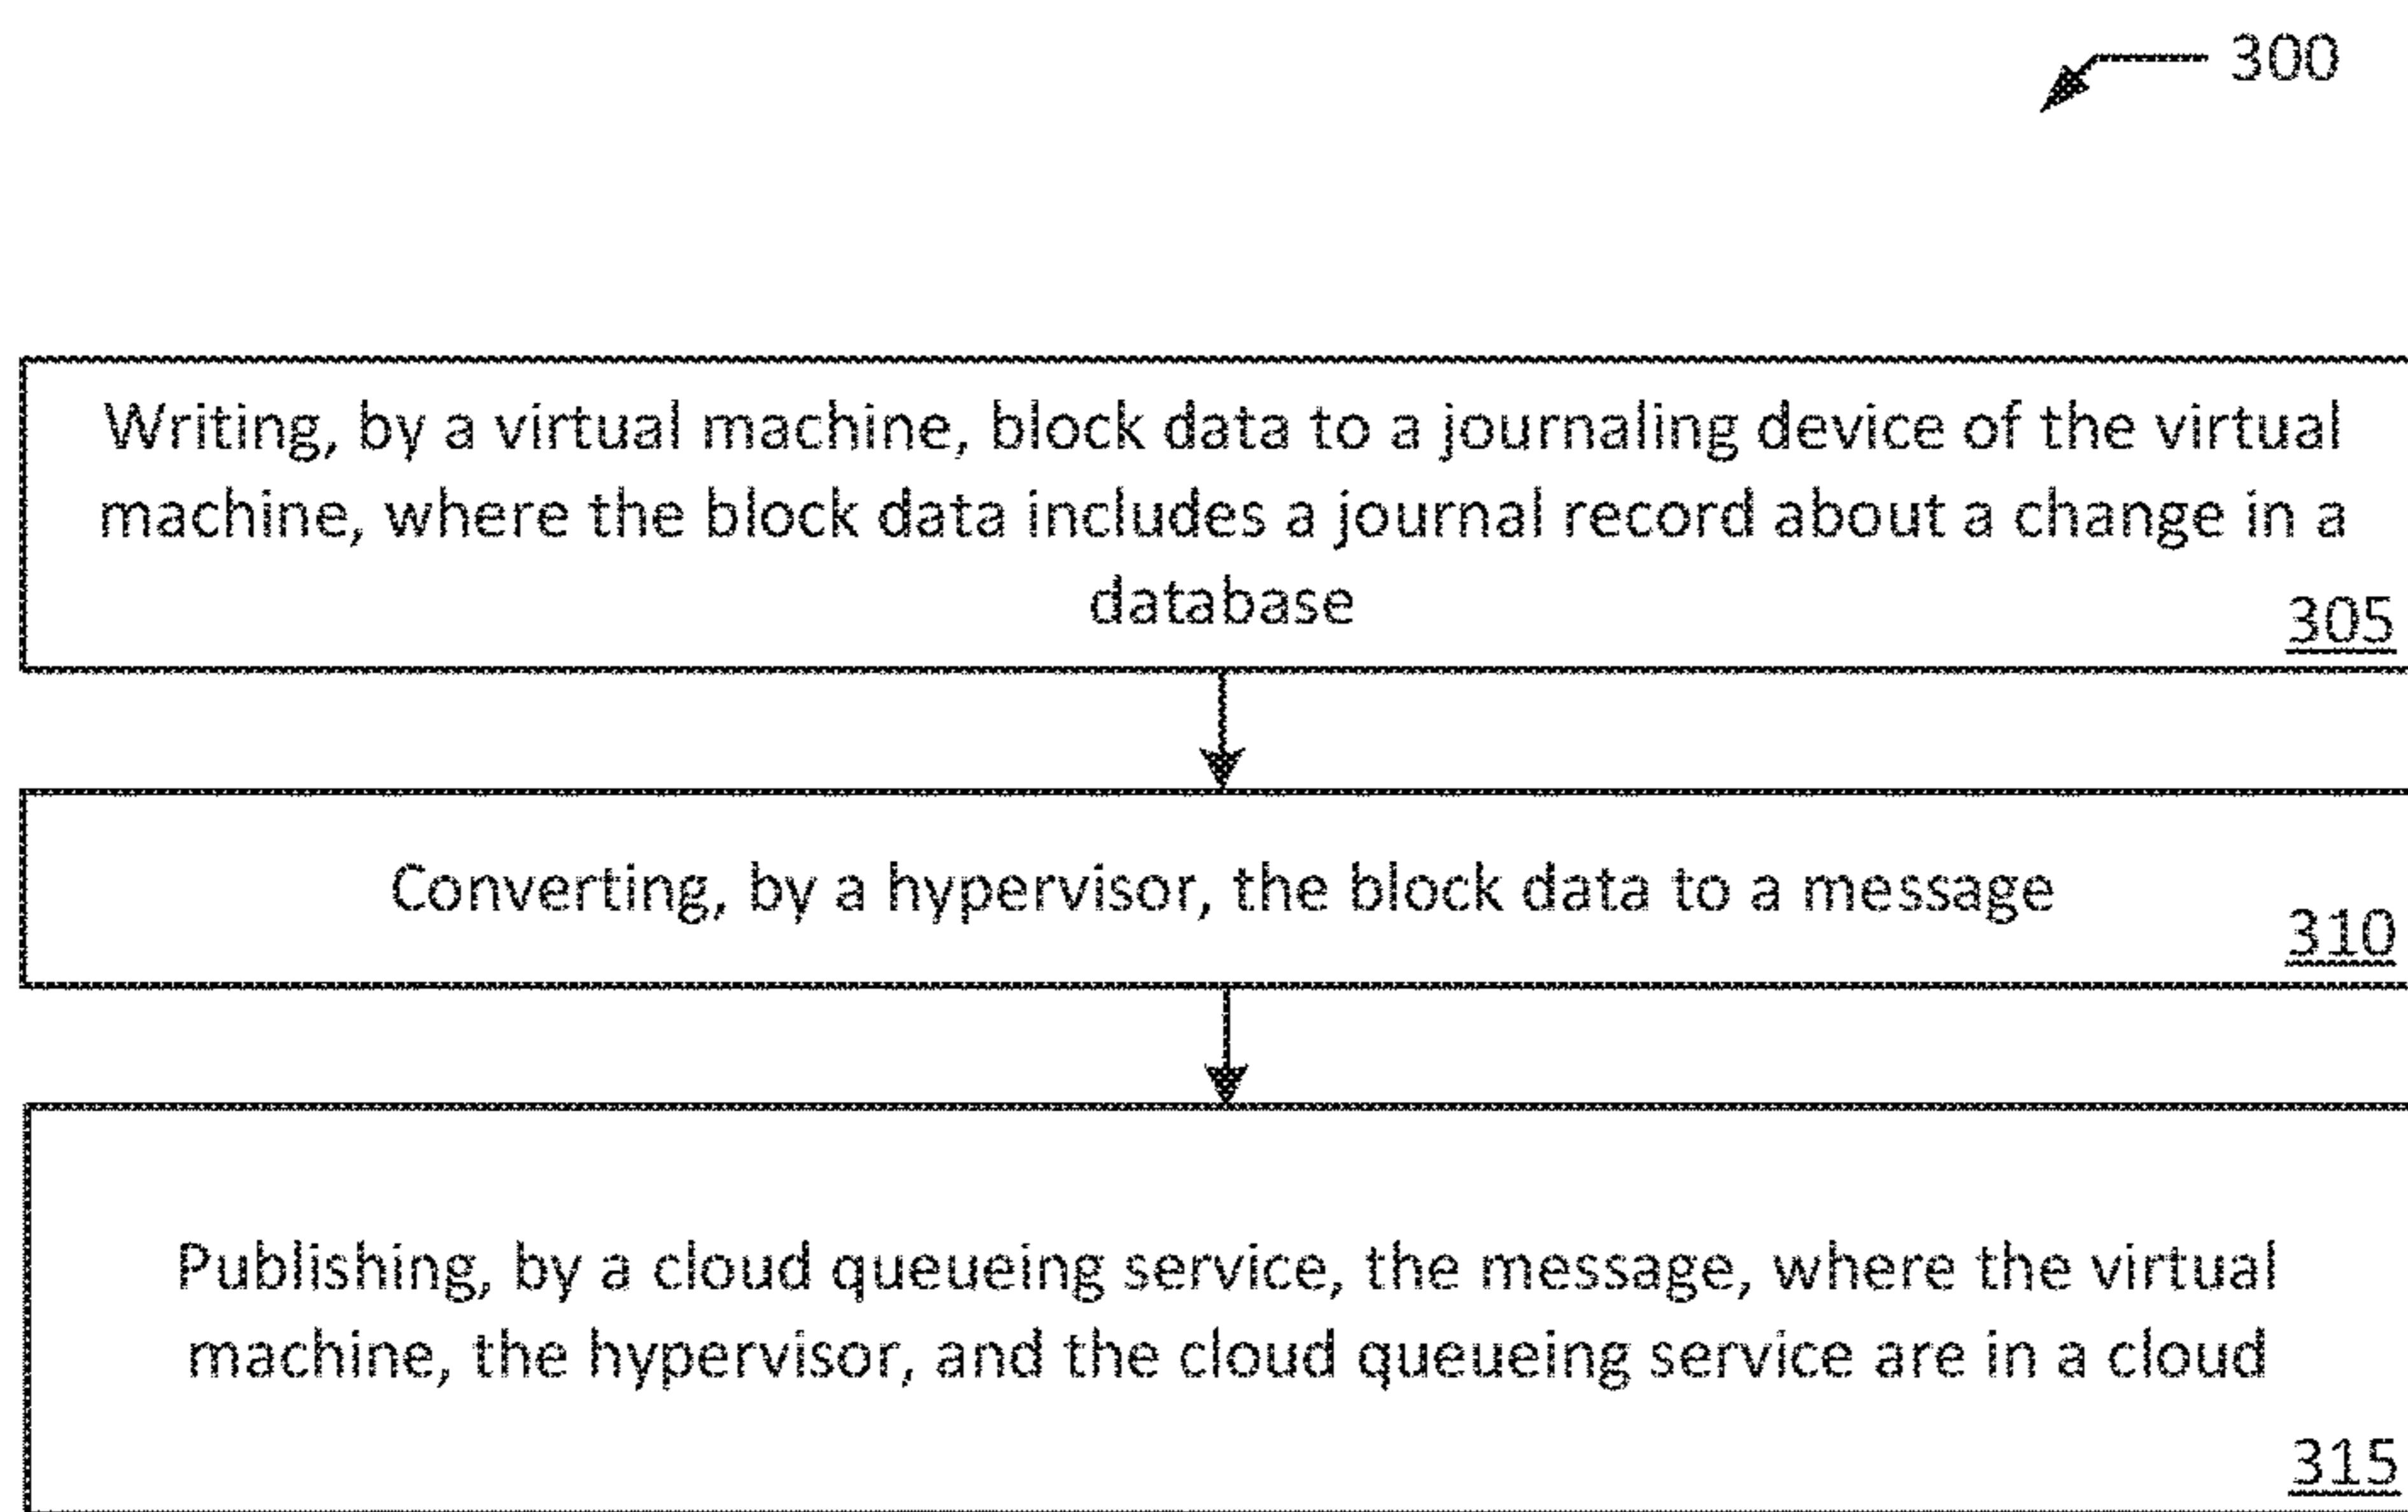 300
Writing, by a virtual machine, block data to a journaling device of the virtual
machine, where the block data includes a journal record about a change in a
database
305
Converting, by a hypervisor, the block data to a message
310
Publishing, by a cloud queueing service, the message, where the virtual
machine, the hypervisor, and the cloud queueing service are in a cloud
315